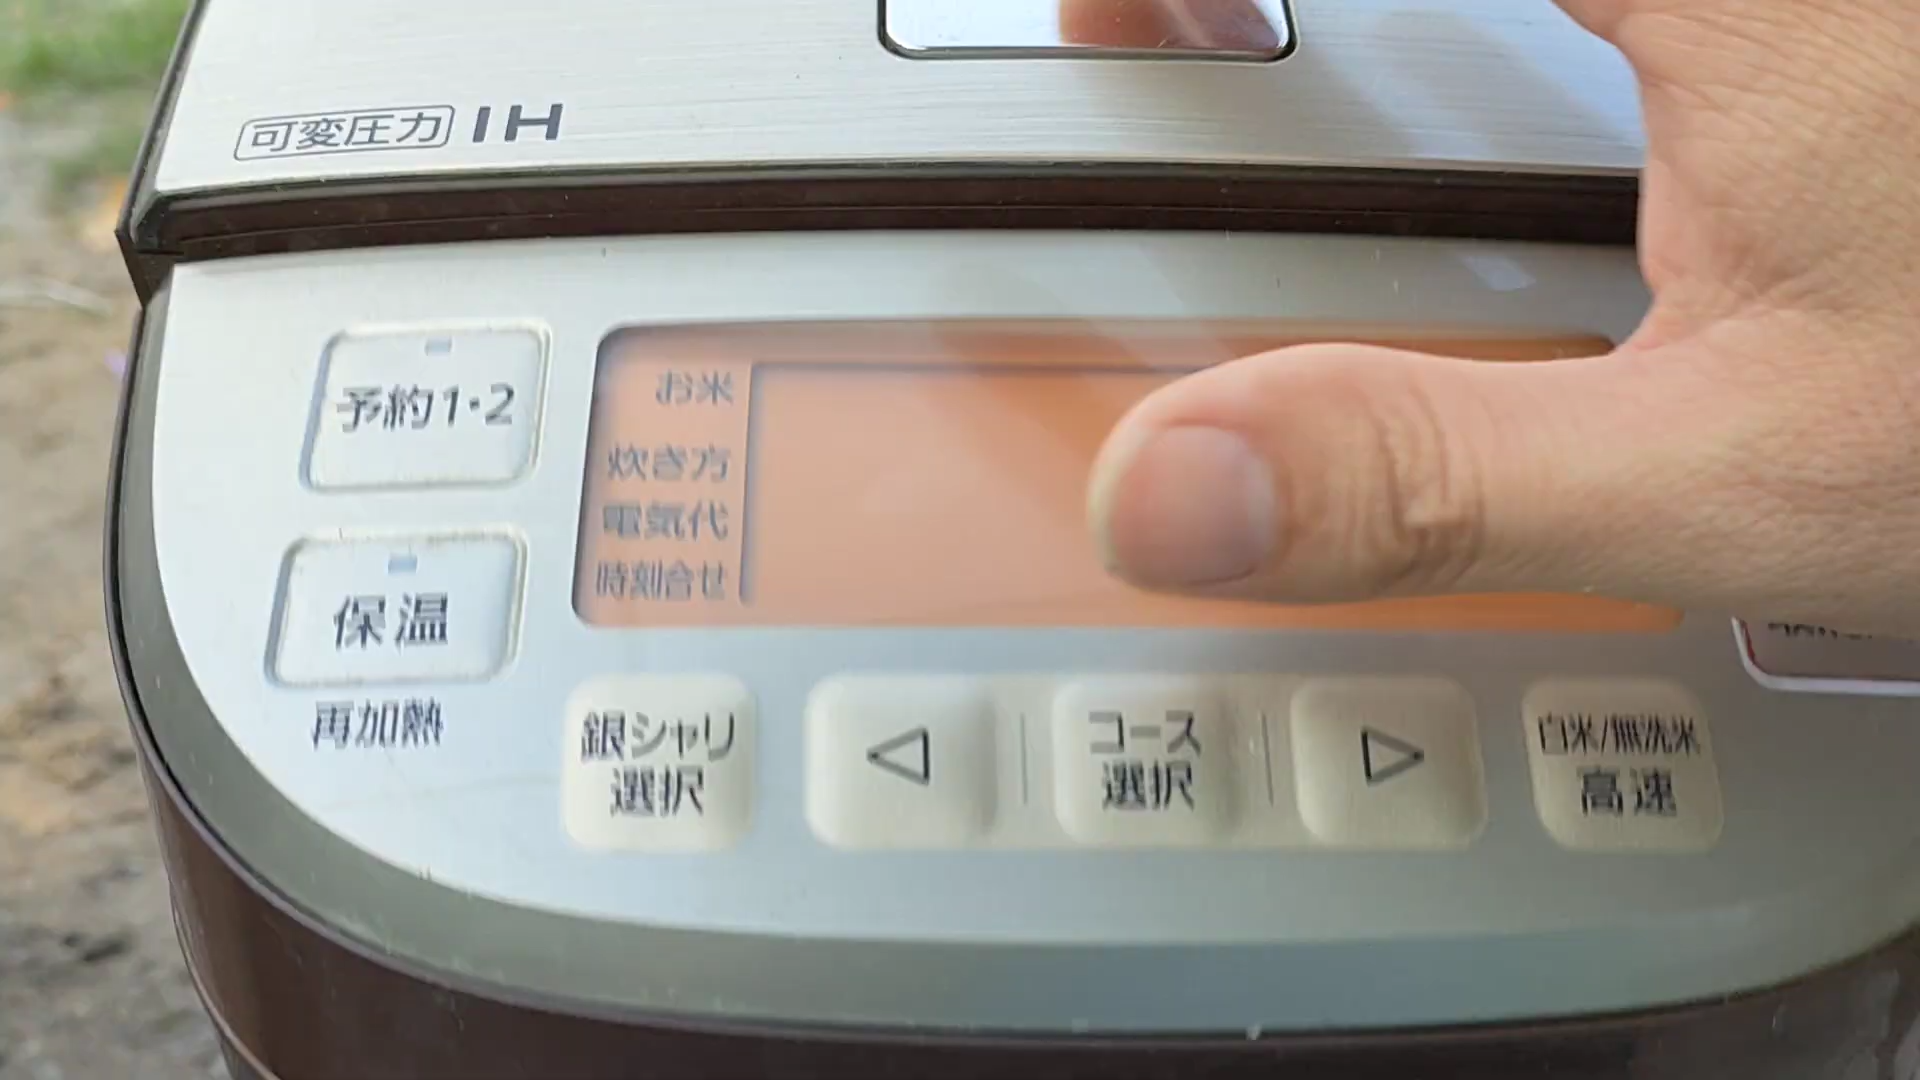 可変圧力 IH
予約1・2
お米
炊き方
電気代
時刻合せ
保温
再加熱
銀シャリ
選択
◁
コース
選択
▷
白米/無洗米
高速